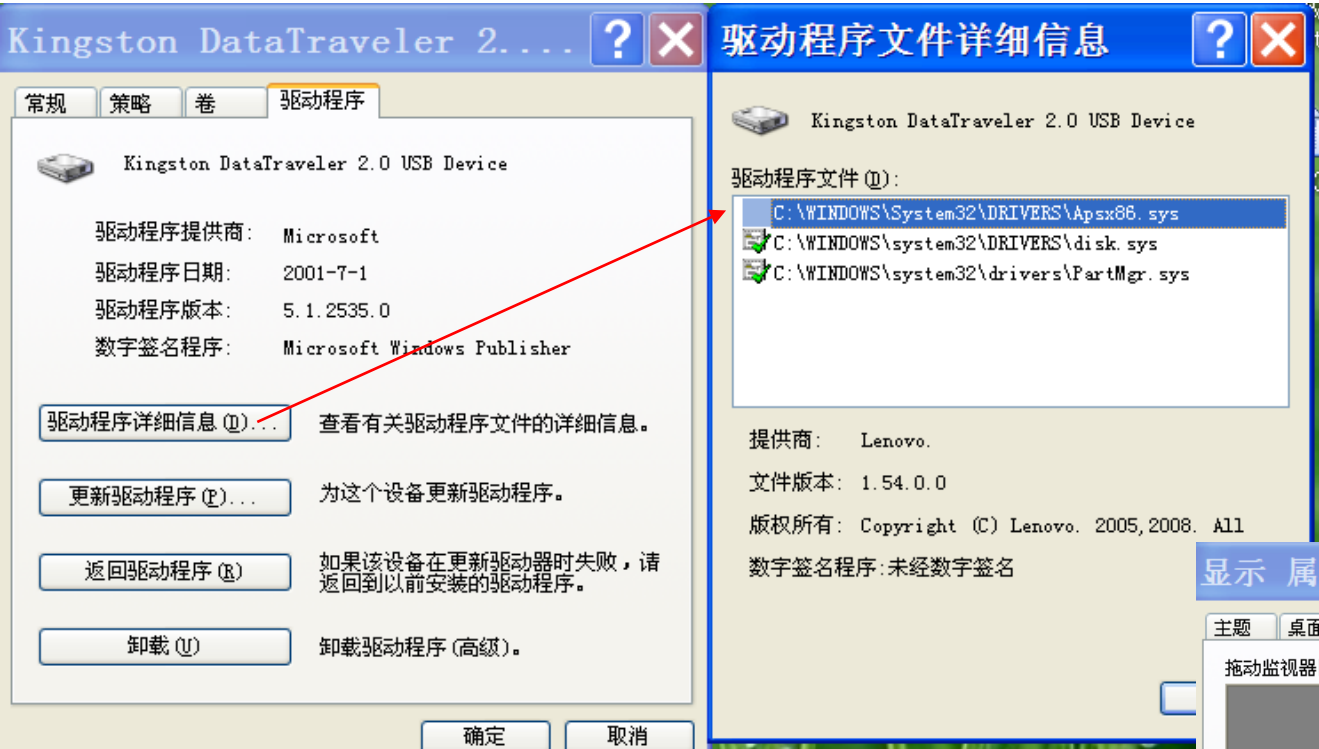 Kingston DataTraveler 2....
常规 策略 卷 驱动程序
Kingston DataTraveler 2.0 USB Device
驱动程序提供商: Microsoft
驱动程序日期: 2001-7-1
驱动程序版本: 5.1.2535.0
数字签名程序: Microsoft Windows Publisher
驱动程序详细信息(D)... 查看有关驱动程序文件的详细信息。
更新驱动程序(P)... 为这个设备更新驱动程序。
返回驱动程序(R) 如果该设备在更新驱动器时失败,请
返回到以前安装的驱动程序。
卸载(U) 卸载驱动程序(高级)。
确定 取消
驱动程序文件详细信息
Kingston DataTraveler 2.0 USB Device
驱动程序文件(D):
C:\WINDOWS\System32\DRIVERS\Apsx86.sys
C:\WINDOWS\system32\DRIVERS\disk.sys
C:\WINDOWS\system32\drivers\PartMgr.sys
提供商: Lenovo.
文件版本: 1.54.0.0
版权所有: Copyright (C) Lenovo. 2005,2008. All
数字签名程序:未经数字签名
显示 属
主题 桌面
拖动监视器